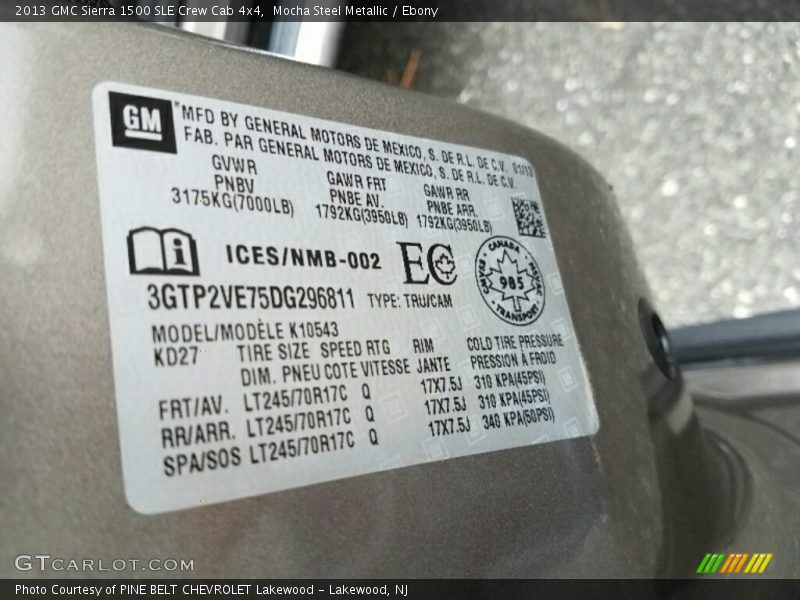 2013 GMC Sierra 1500 SLE Crew Cab 4x4, Mocha Steel Metallic / Ebony
GM
*MFD BY GENERAL MOTORS DE MEXICO, S. DE R.L. DE C.V. 01/13
FAB. PAR GENERAL MOTORS DE MEXICO, S. DE R.L. DE C.V.
GVWR GAWR FRT GAWR RR
PNBV PNBE AV. PNBE ARR.
3175KG(7000LB) 1792KG(3950LB) 1792KG(3950LB)
i ICES/NMB-002 EC
CANADA
985
TRANSPORT
3GTP2VE75DG296811 TYPE: TRU/CAM
MODEL/MODÈLE K10543
KD27 TIRE SIZE SPEED RTG RIM COLD TIRE PRESSURE
DIM. PNEU COTE VITESSE JANTE PRESSION À FROID
FRT/AV. LT245/70R17C Q 17X7.5J 310 KPA(45PSI)
RR/ARR. LT245/70R17C Q 17X7.5J 310 KPA(45PSI)
SPA/SOS LT245/70R17C Q 17X7.5J 340 KPA(50PSI)
GTCARLOT.COM
Photo Courtesy of PINE BELT CHEVROLET Lakewood - Lakewood, NJ